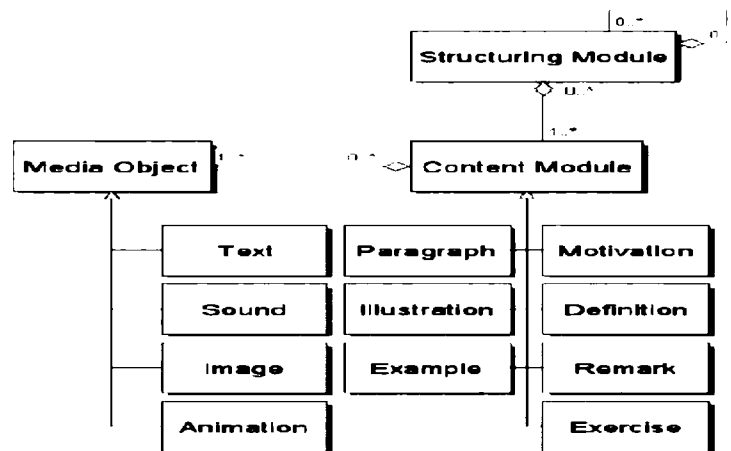 0..*
0..
Structuring Module
0..*
1..*
Media Object
1..*
0..*
Content Module
Text
Paragraph
Motivation
Sound
Illustration
Definition
Image
Example
Remark
Animation
Exercise